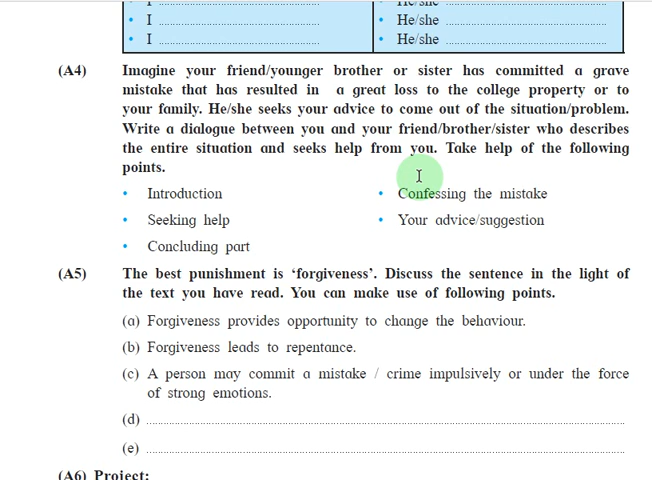 • I
• He/she
• I
• He/she
(A4) Imagine your friend/younger brother or sister has committed a grave
mistake that has resulted in a great loss to the college property or to
your family. He/she seeks your advice to come out of the situation/problem.
Write a dialogue between you and your friend/brother/sister who describes
the entire situation and seeks help from you. Take help of the following
points.
• Introduction
• Confessing the mistake
• Seeking help
• Your advice/suggestion
• Concluding part
(A5) The best punishment is ‘forgiveness’. Discuss the sentence in the light of
the text you have read. You can make use of following points.
(a) Forgiveness provides opportunity to change the behaviour.
(b) Forgiveness leads to repentance.
(c) A person may commit a mistake / crime impulsively or under the force
of strong emotions.
(d)
(e)
(A6) Project: